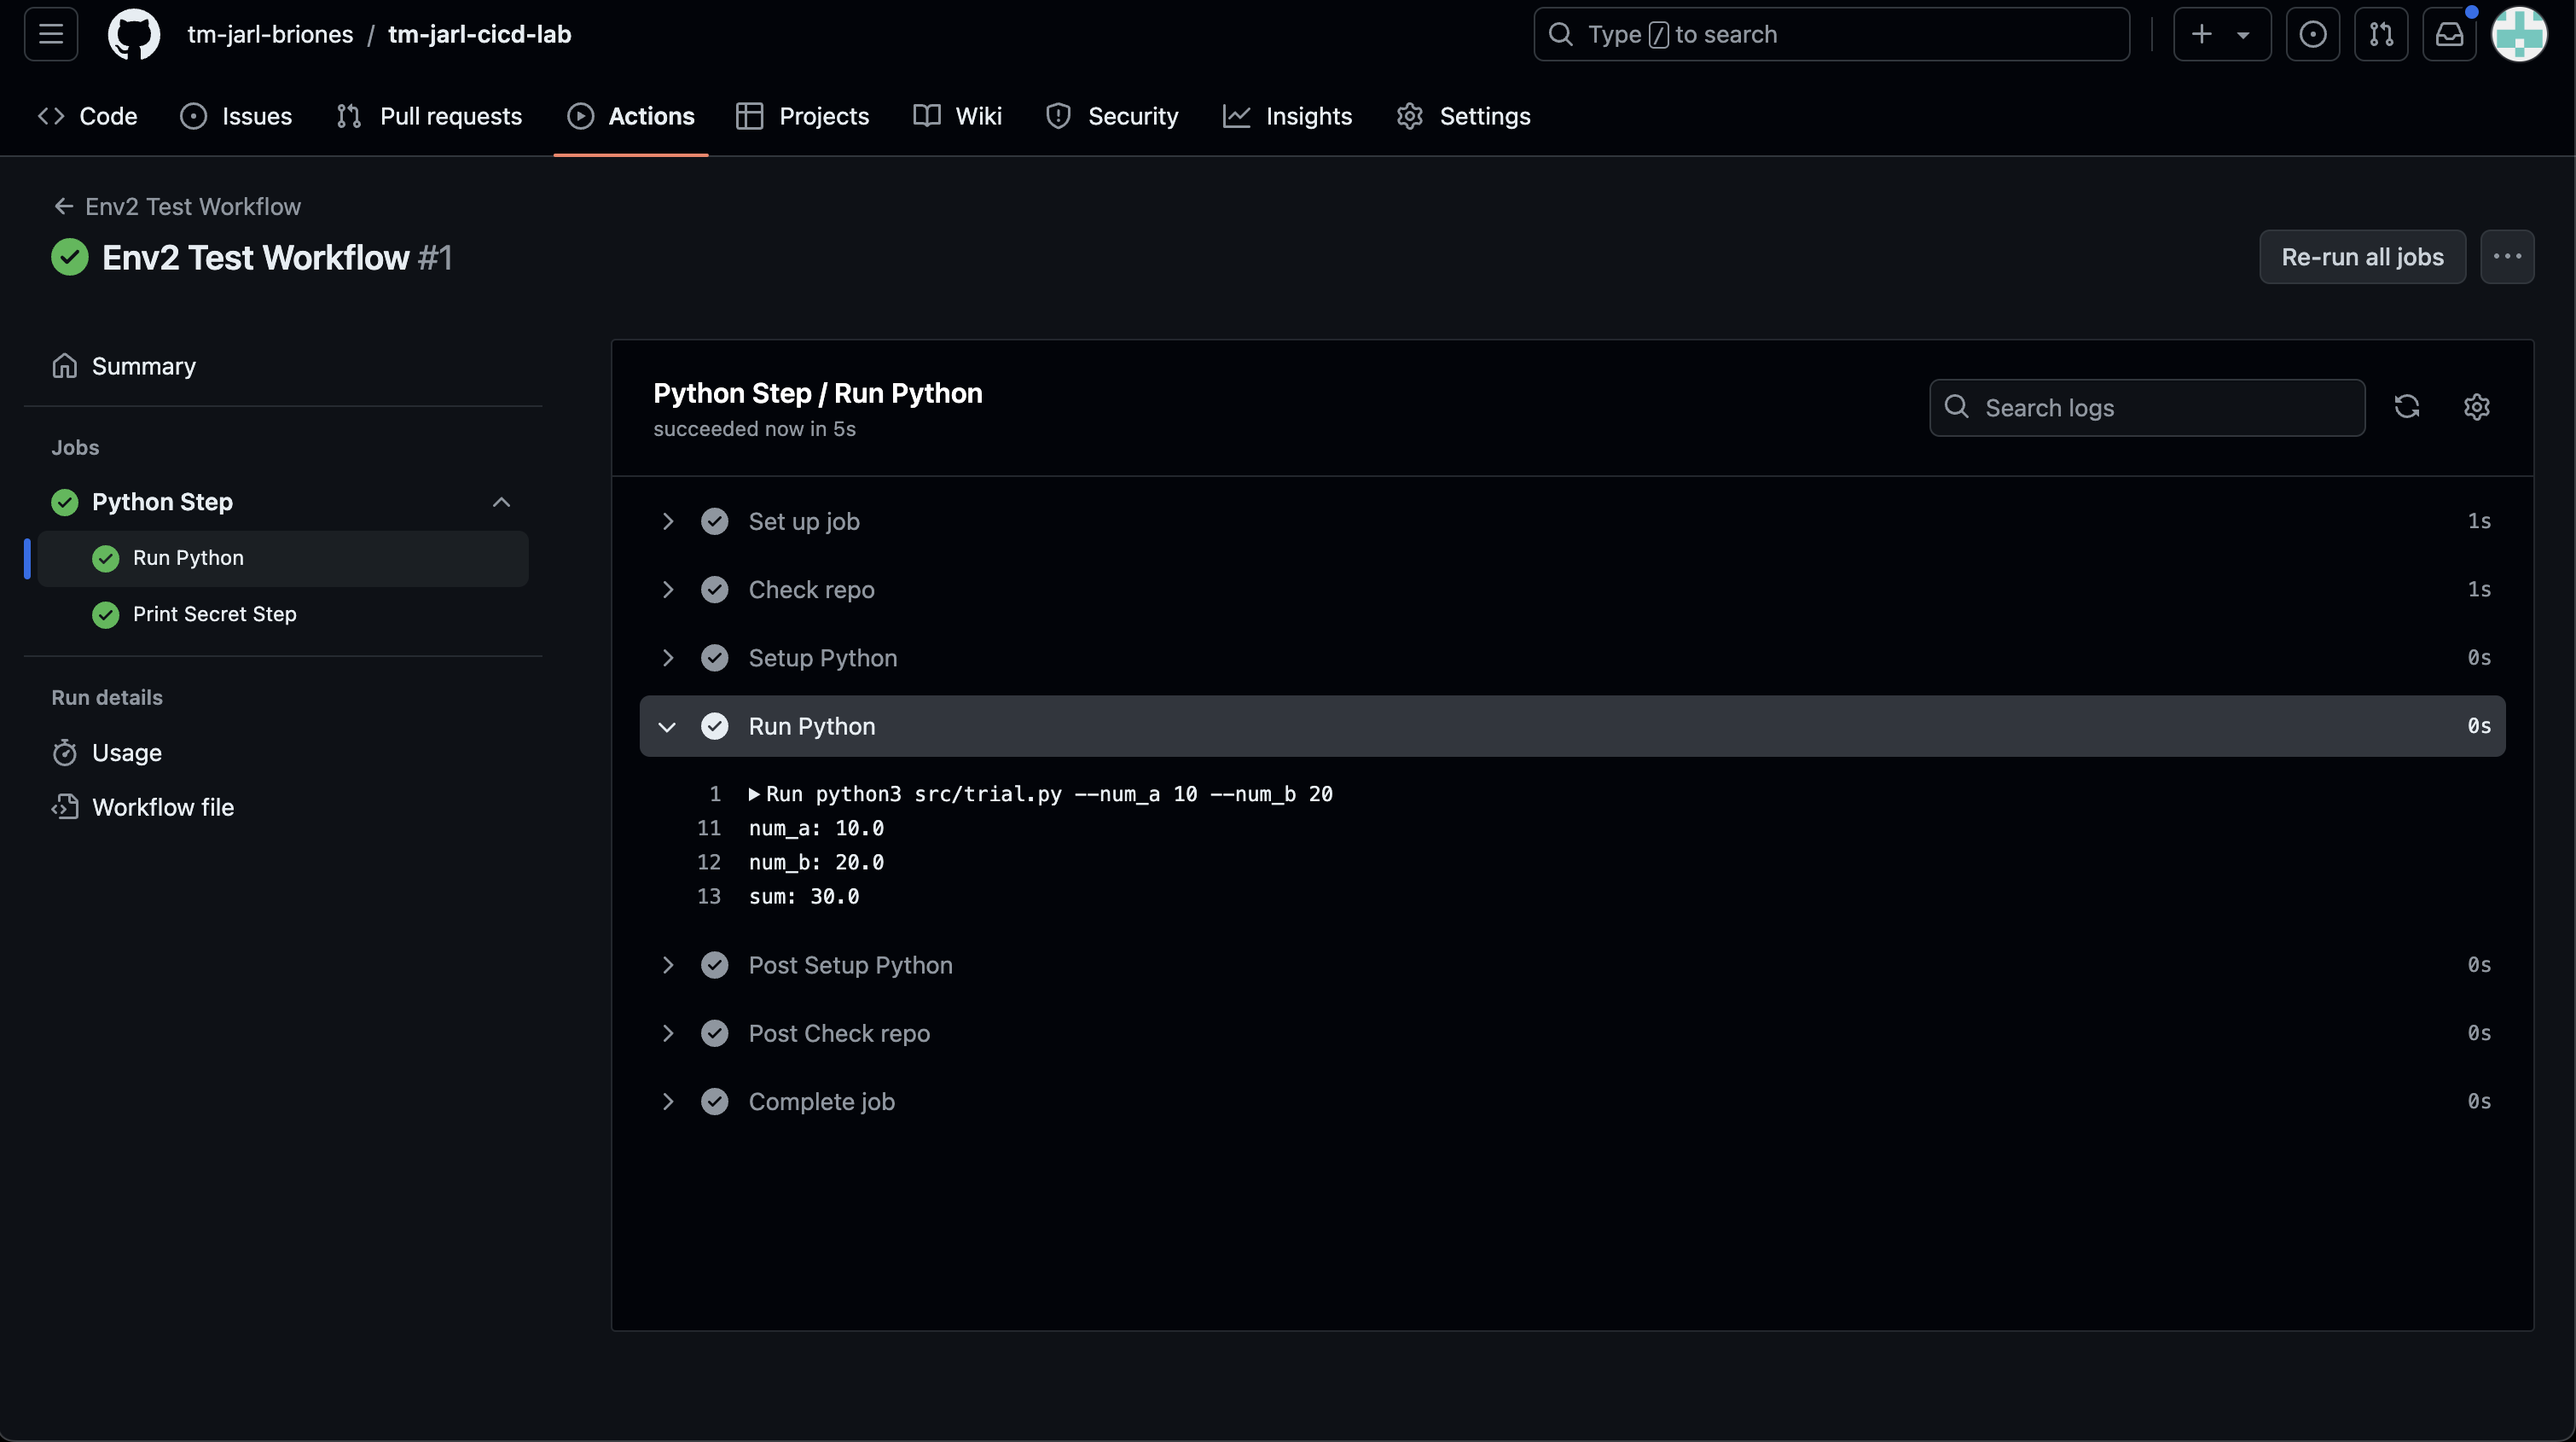 tm-jarl-briones / tm-jarl-cicd-lab
Type / to search
Code
Issues
Pull requests
Actions
Projects
Wiki
Security
Insights
Settings
Env2 Test Workflow
Env2 Test Workflow #1
Re-run all jobs
Summary
Jobs
Python Step
Run Python
Print Secret Step
Run details
Usage
Workflow file
Python Step / Run Python
succeeded now in 5s
Search logs
Set up job 1s
Check repo 1s
Setup Python 0s
Run Python 0s
1 Run python3 src/trial.py --num_a 10 --num_b 20
11 num_a: 10.0
12 num_b: 20.0
13 sum: 30.0
Post Setup Python 0s
Post Check repo 0s
Complete job 0s